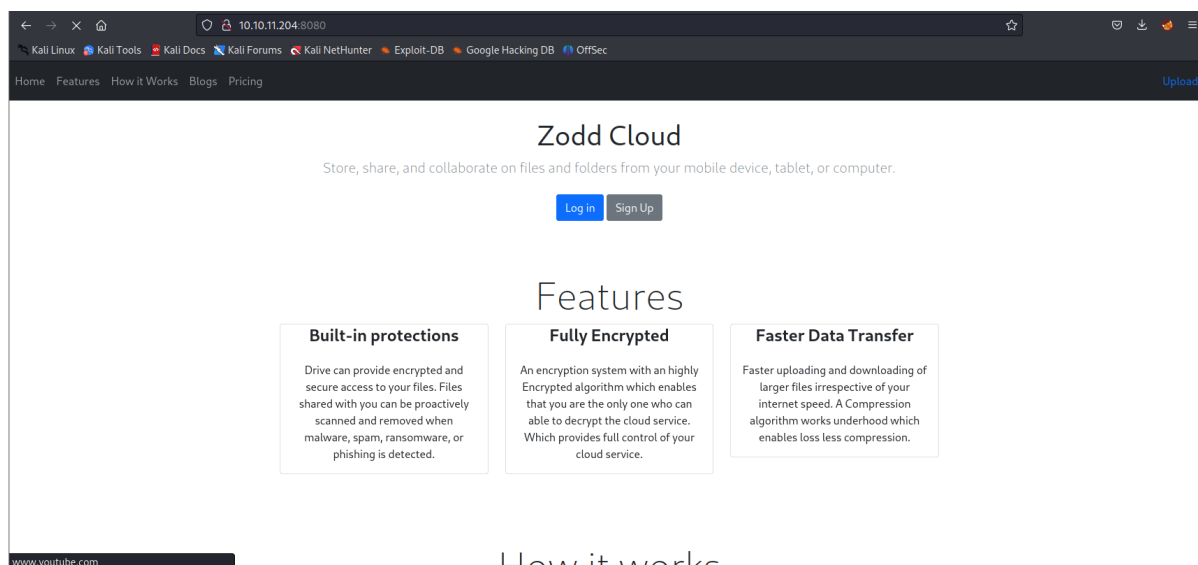 10.10.11.204:8080
Kali Linux Kali Tools Kali Docs Kali Forums Kali NetHunter Exploit-DB Google Hacking DB OffSec
Home Features How it Works Blogs Pricing Upload
Zodd Cloud
Store, share, and collaborate on files and folders from your mobile device, tablet, or computer.
Log in Sign Up
Features
Built-in protections
Drive can provide encrypted and
secure access to your files. Files
shared with you can be proactively
scanned and removed when
malware, spam, ransomware, or
phishing is detected.
Fully Encrypted
An encryption system with an highly
Encrypted algorithm which enables
that you are the only one who can
able to decrypt the cloud service.
Which provides full control of your
cloud service.
Faster Data Transfer
Faster uploading and downloading of
larger files irrespective of your
internet speed. A Compression
algorithm works underhood which
enables loss less compression.
How it works
www.youtube.com